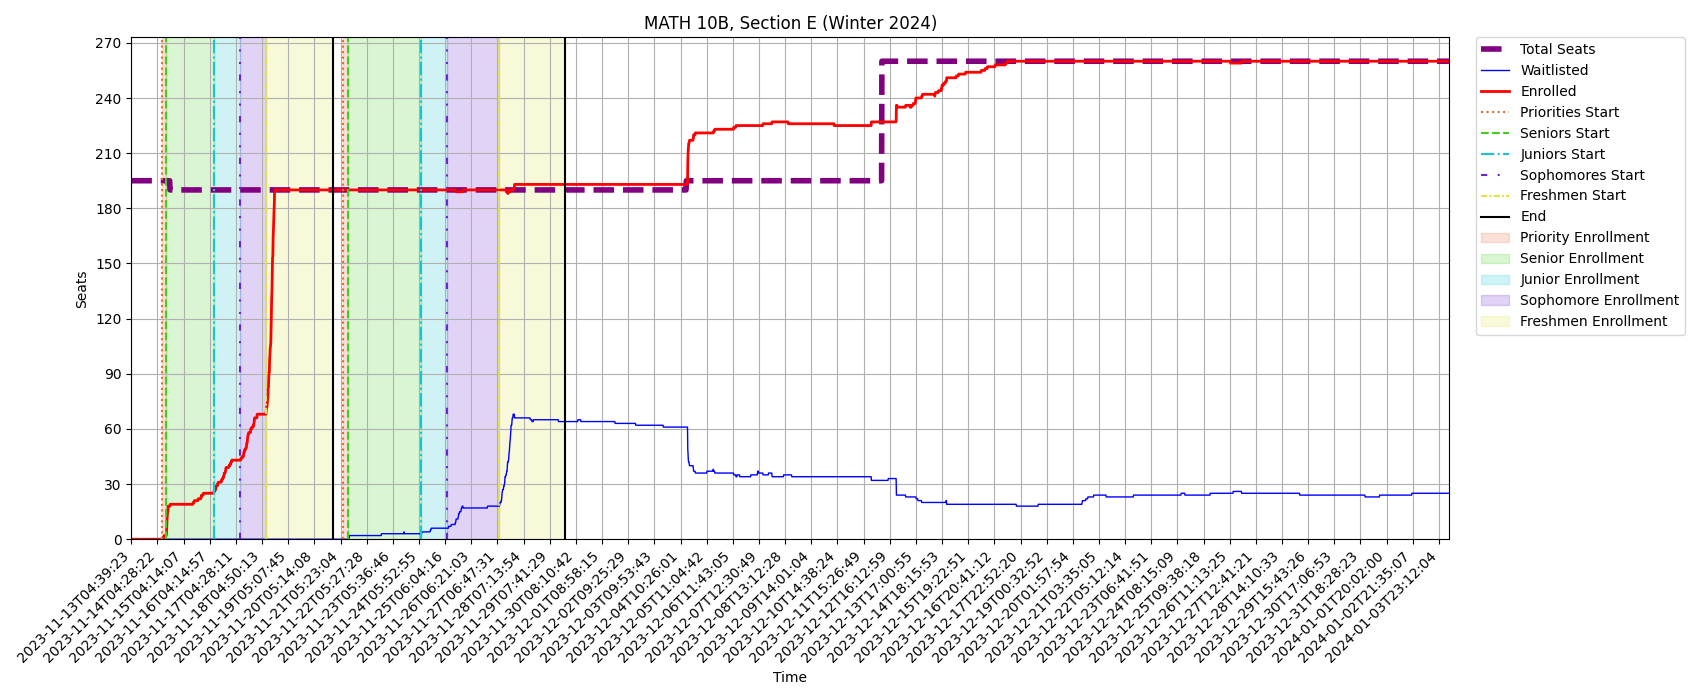 MATH 10B, Section E (Winter 2024)
270
240
210
180
150
120
90
60
30
0
Seats
2023-11-13T04:39:23
2023-11-14T04:28:22
2023-11-15T04:14:07
2023-11-16T04:14:57
2023-11-17T04:28:11
2023-11-18T04:50:13
2023-11-19T05:07:45
2023-11-20T05:14:08
2023-11-21T05:23:04
2023-11-22T05:27:28
2023-11-23T05:36:46
2023-11-24T05:52:55
2023-11-26T06:04:16
2023-11-26T06:21:03
2023-11-27T06:47:31
2023-11-28T07:13:54
2023-11-29T07:41:29
2023-11-30T08:10:42
2023-12-01T08:58:15
2023-12-02T09:25:29
2023-12-03T09:53:45
2023-12-04T10:26:01
2023-12-05T11:04:42
2023-12-06T11:43:05
2023-12-07T12:30:49
2023-12-08T13:12:28
2023-12-09T14:01:04
2023-12-10T14:38:24
2023-12-11T15:26:49
2023-12-12T16:12:59
2023-12-13T17:00:55
2023-12-14T18:15:53
2023-12-15T19:22:51
2023-12-16T20:41:12
2023-12-17T22:52:20
2023-12-19T00:32:52
2023-12-20T01:57:54
2023-12-21T03:35:05
2023-12-22T05:12:14
2023-12-23T06:41:51
2023-12-24T08:15:09
2023-12-25T09:38:18
2023-12-26T11:13:25
2023-12-27T12:41:21
2023-12-28T14:10:33
2023-12-29T15:43:26
2023-12-30T17:06:53
2023-12-31T18:28:23
2024-01-01T20:02:00
2024-01-02T21:35:07
2024-01-03T23:12:04
Time
Total Seats
Waitlisted
Enrolled
Priorities Start
Seniors Start
Juniors Start
Sophomores Start
Freshmen Start
End
Priority Enrollment
Senior Enrollment
Junior Enrollment
Sophomore Enrollment
Freshmen Enrollment